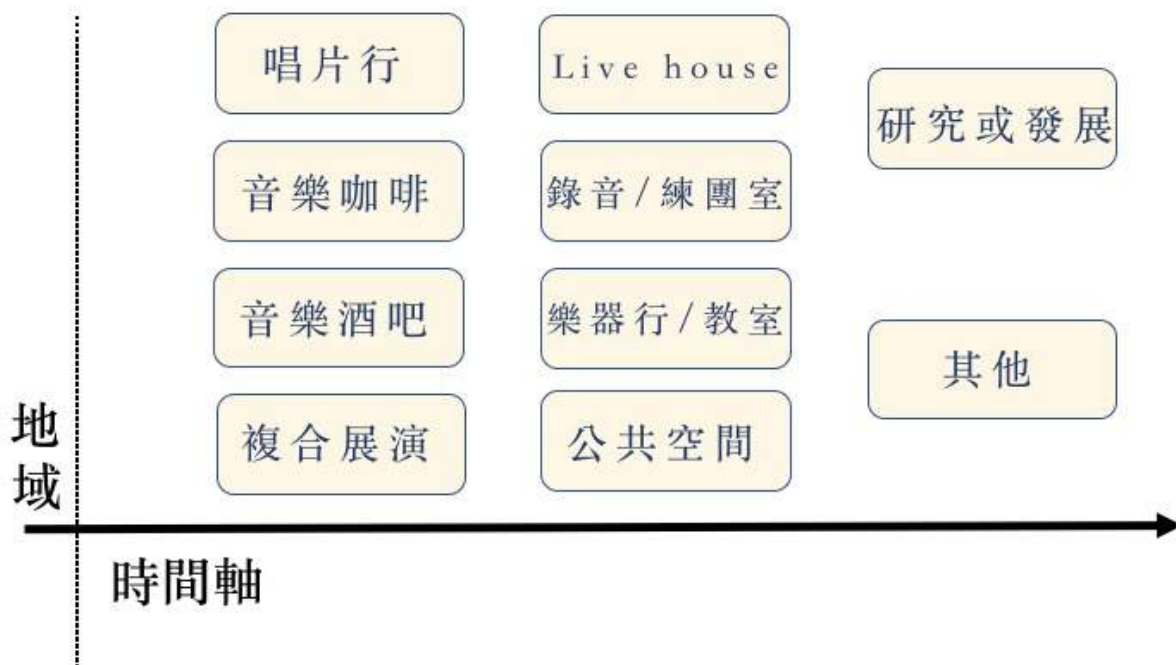 唱片行
Live house
研究或發展
音樂咖啡
錄音/練團室
音樂酒吧
樂器行/教室
其他
複合展演
公共空間
地域
時間軸